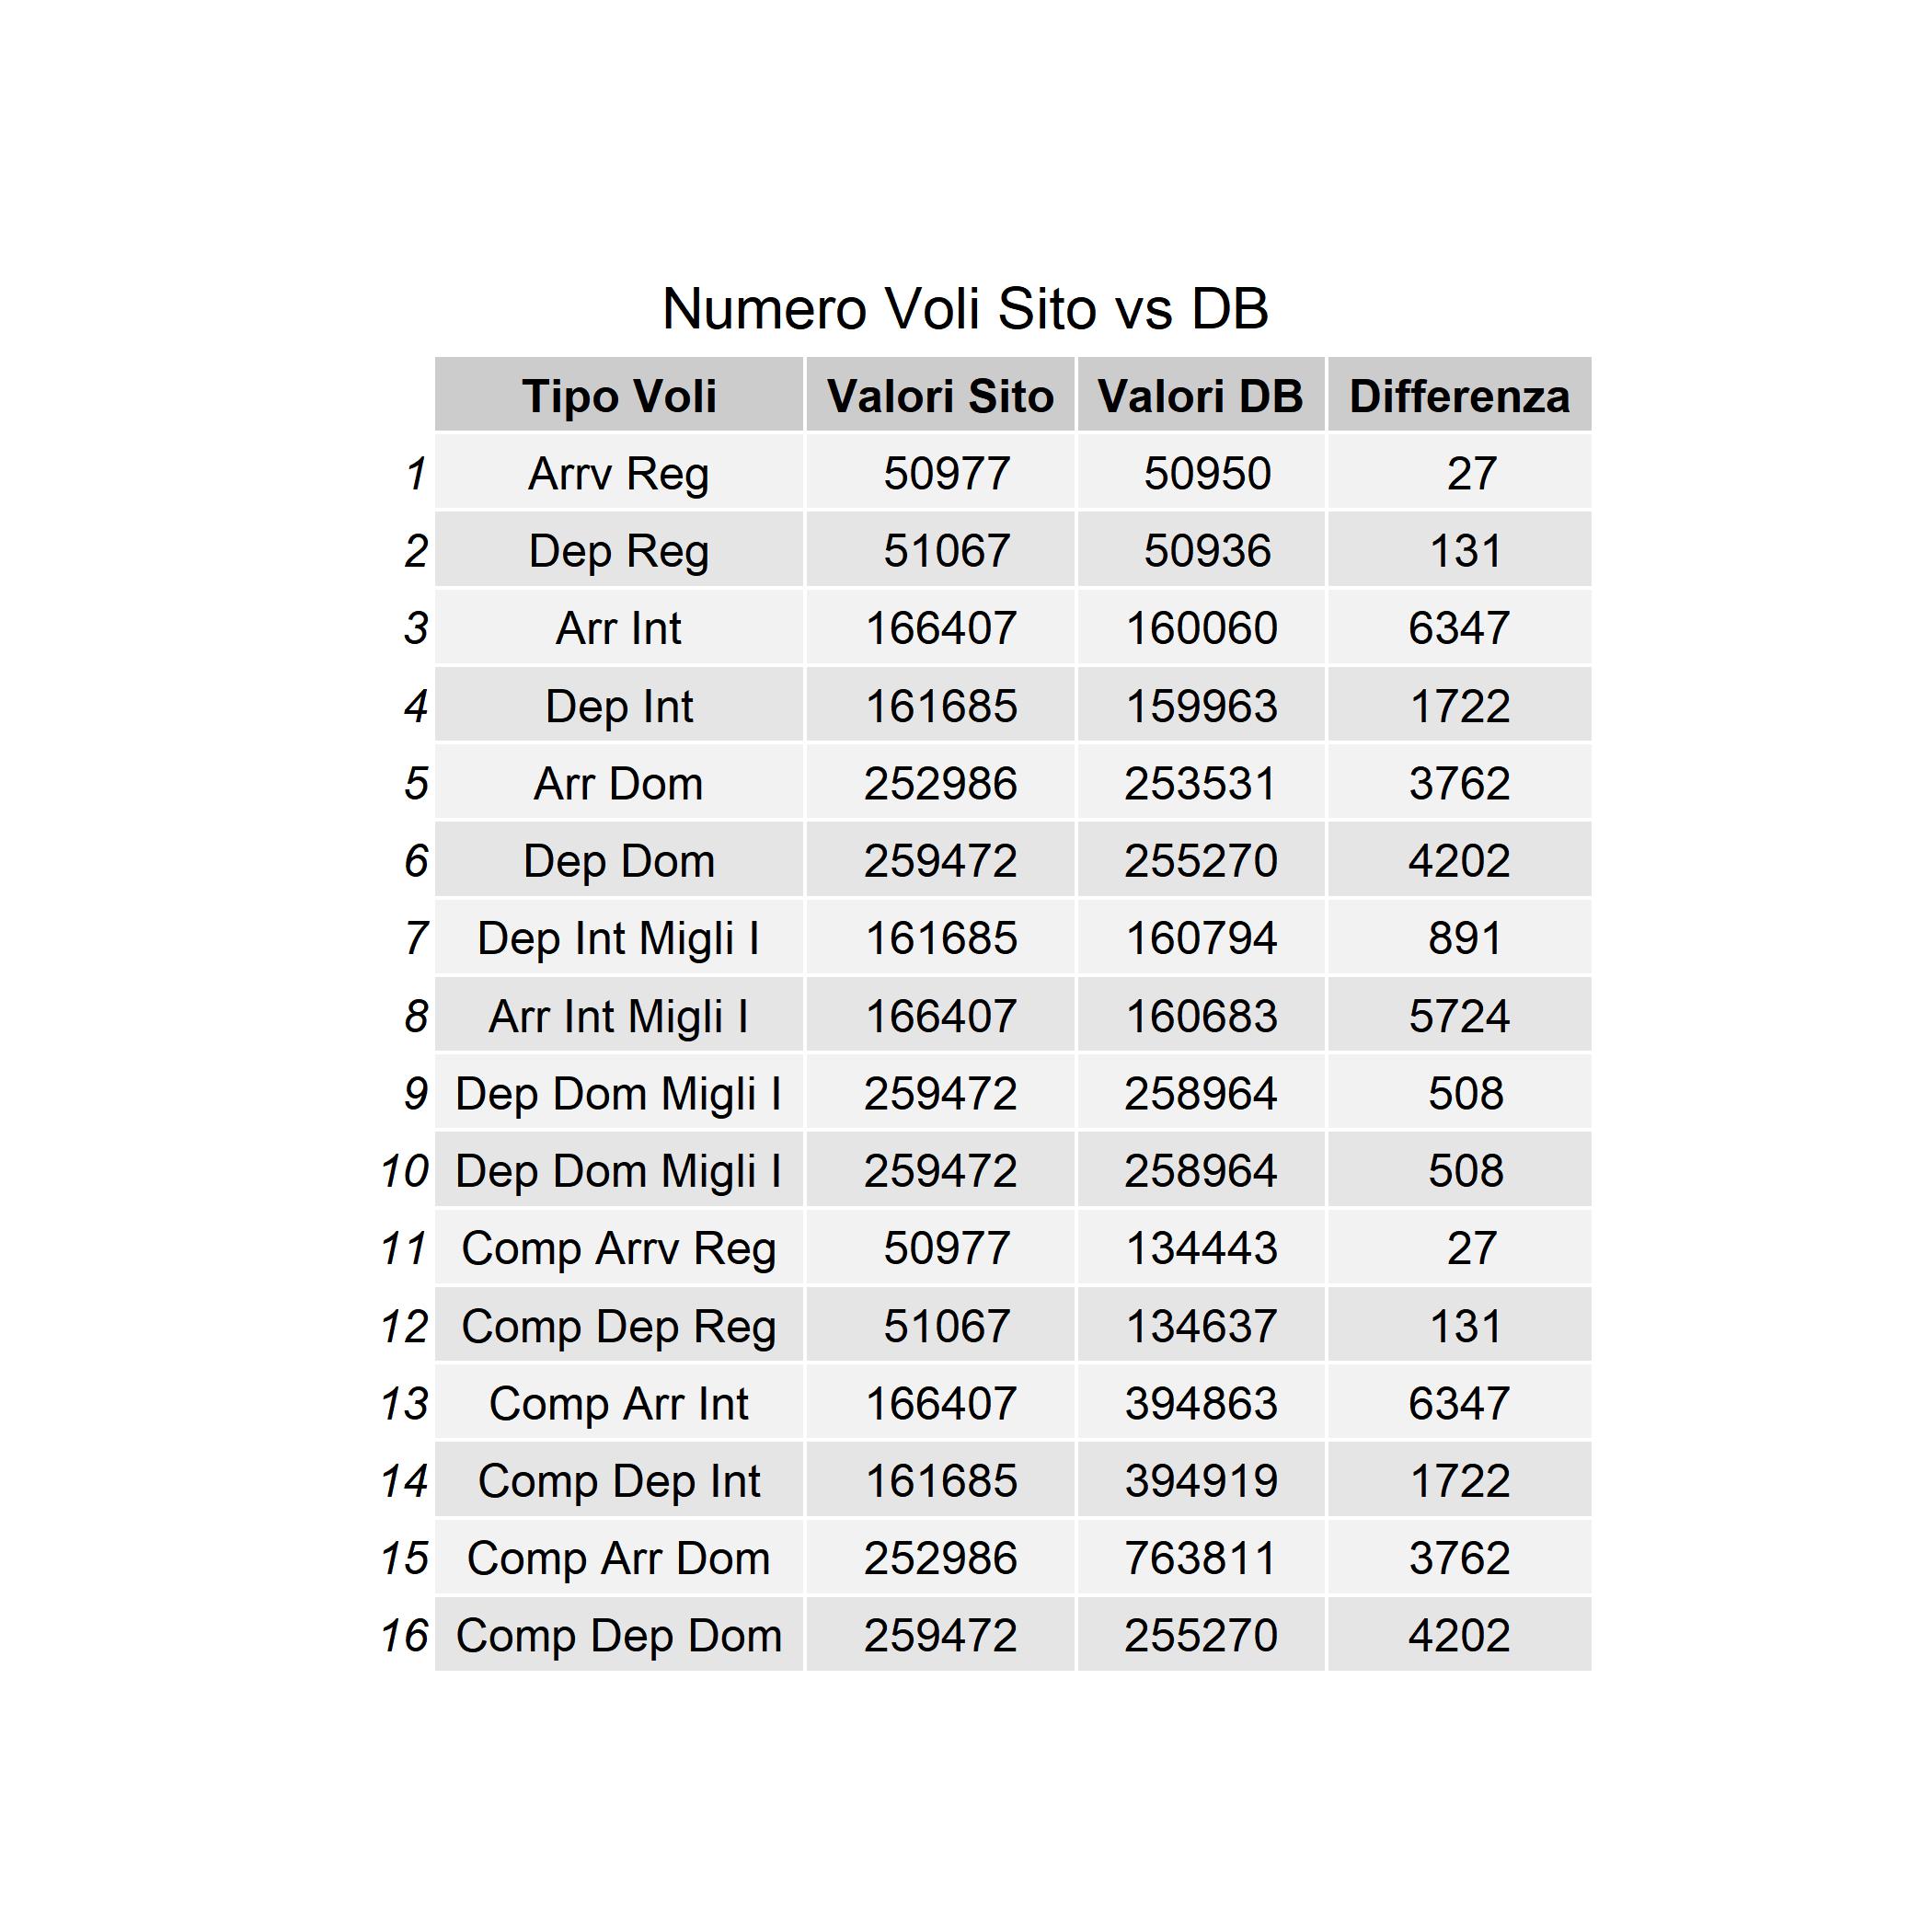 Numero Voli Sito vs DB
Tipo Voli Valori Sito Valori DB Differenza
1 Arrv Reg 50977 50950 27
2 Dep Reg 51067 50936 131
3 Arr Int 166407 160060 6347
4 Dep Int 161685 159963 1722
5 Arr Dom 252986 253531 3762
6 Dep Dom 259472 255270 4202
7 Dep Int Migli I 161685 160794 891
8 Arr Int Migli I 166407 160683 5724
9 Dep Dom Migli I 259472 258964 508
10 Dep Dom Migli I 259472 258964 508
11 Comp Arrv Reg 50977 134443 27
12 Comp Dep Reg 51067 134637 131
13 Comp Arr Int 166407 394863 6347
14 Comp Dep Int 161685 394919 1722
15 Comp Arr Dom 252986 763811 3762
16 Comp Dep Dom 259472 255270 4202